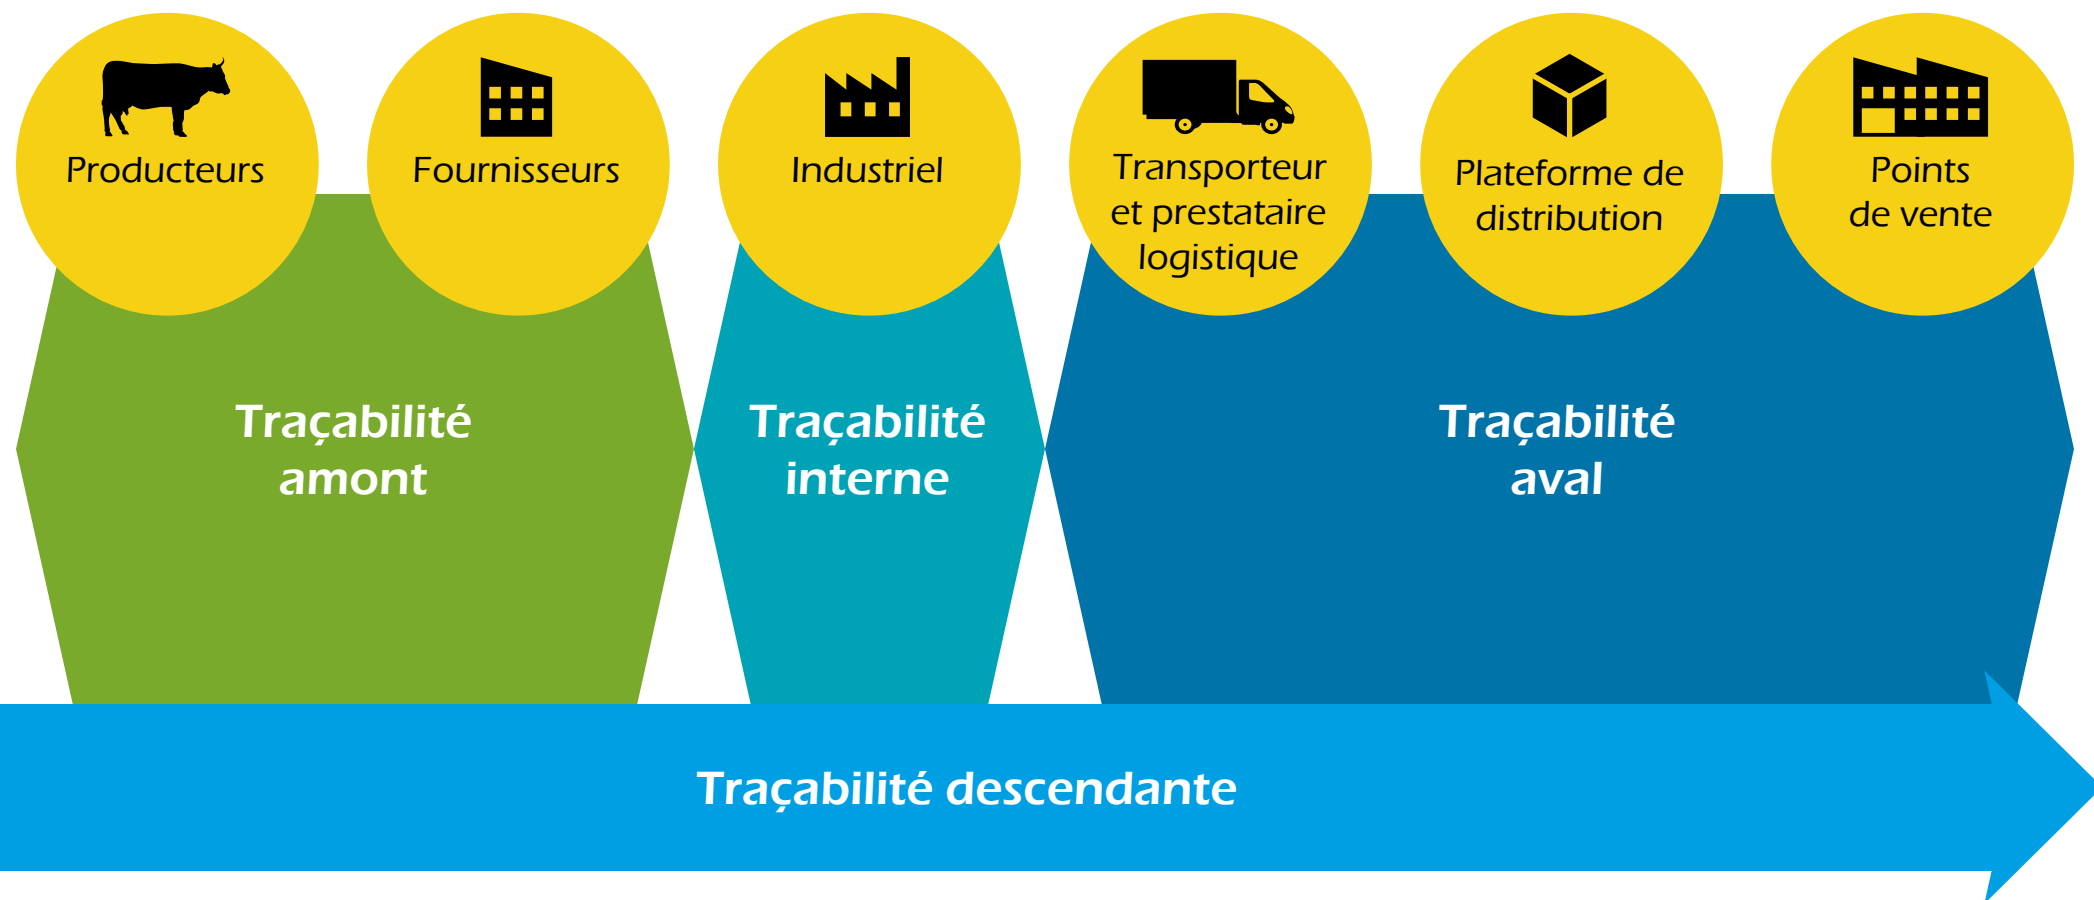 Producteurs
Fournisseurs
Industriel
Transporteur
et prestataire
logistique
Plateforme de
distribution
Points
de vente
Traçabilité
amont
Traçabilité
interne
Traçabilité
aval
Traçabilité descendante